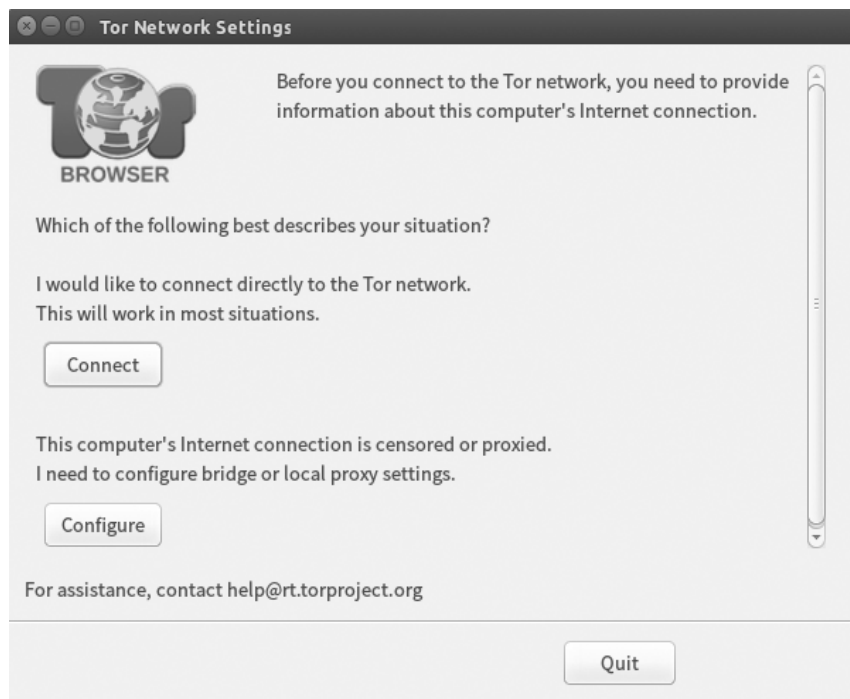 Tor Network Settings
Tor
BROWSER
Before you connect to the Tor network, you need to provide
information about this computer's Internet connection.
Which of the following best describes your situation?
I would like to connect directly to the Tor network.
This will work in most situations.
Connect
This computer's Internet connection is censored or proxied.
I need to configure bridge or local proxy settings.
Configure
For assistance, contact help@rt.torproject.org
Quit